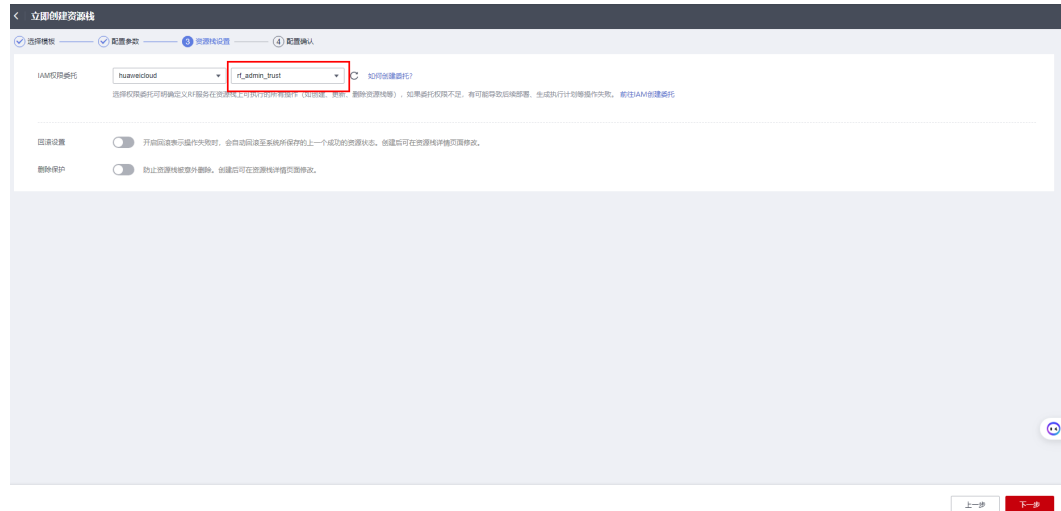 立即创建资源栈
选择模板 配置参数 3 资源栈设置 4 配置确认
IAM权限委托 huaweicloud rf_admin_trust 如何创建委托?
选择权限委托可明确定义RF服务在资源栈上可执行的所有操作（如创建、更新、删除资源栈等），如果委托权限不足，有可能导致后续部署、生成执行计划等操作失败。 前往IAM创建委托
回滚设置 开启回滚表示操作失败时，会自动回滚至系统所保存的上一个成功的资源状态。创建后可在资源栈详情页面修改。
删除保护 防止资源栈被意外删除。创建后可在资源栈详情页面修改。
上一步 下一步